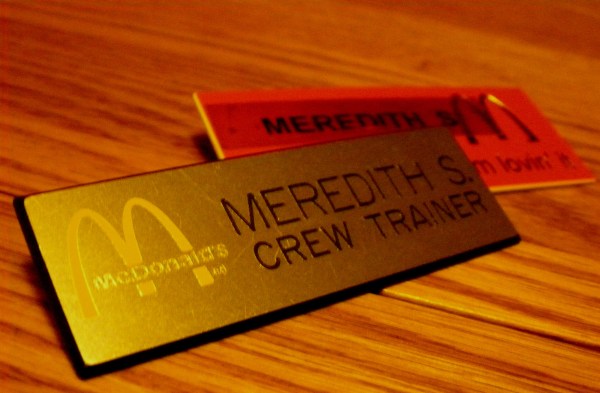 MEREDITH S.
m lovin' it
McDonald's
MEREDITH S.
CREW TRAINER